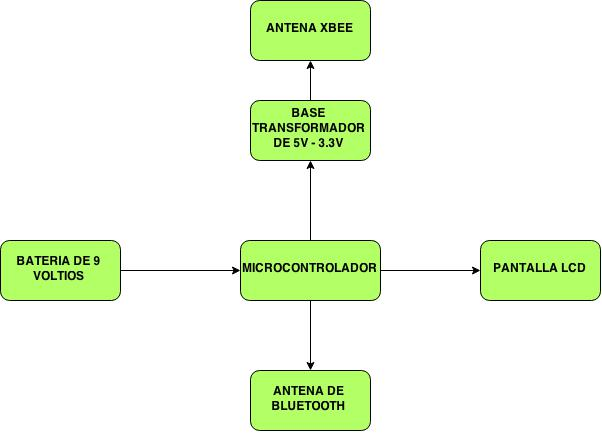 ANTENA XBEE
BASE
TRANSFORMADOR
DE 5V - 3.3V
BATERIA DE 9
VOLTIOS
MICROCONTROLADOR
PANTALLA LCD
ANTENA DE
BLUETOOTH